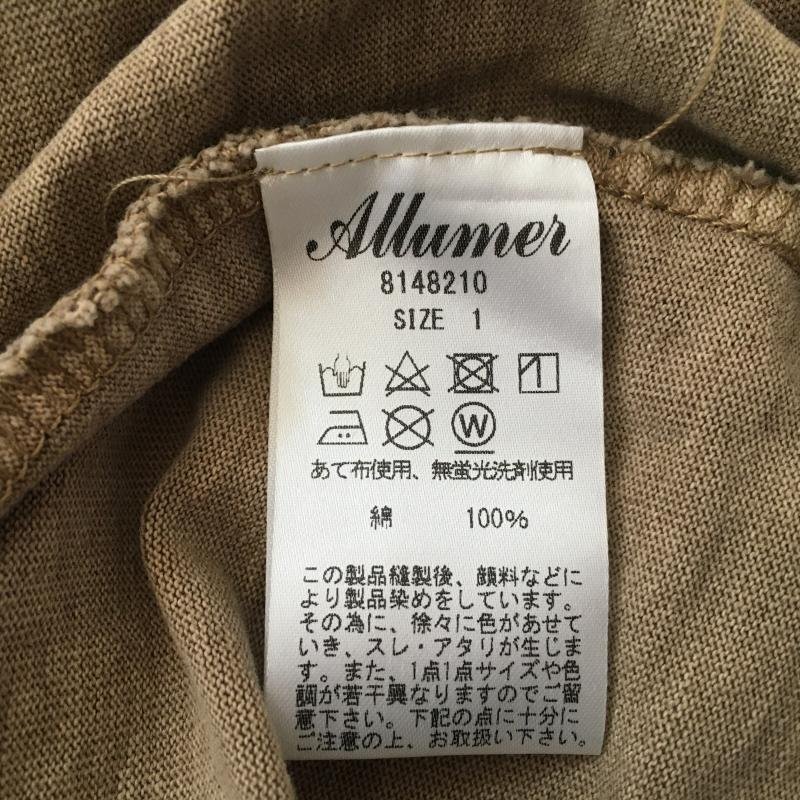 Allumer
8148210
SIZE 1
W
あて布使用、無蛍光洗剤使用
綿 100%
この製品縫製後、顔料などに
より製品染めをしています。
その為に、徐々に色があせて
いき、スレ・アタリが生じま
す。また、1点1点サイズや色
調が若干異なりますのでご留
意下さい。下記の点に十分に
ご注意の上、お取扱い下さい。